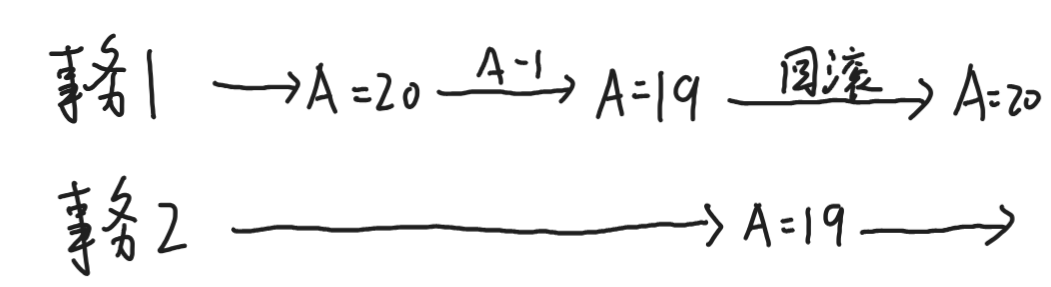 事务1 → A=20 A-1 → A=19 回滚 → A=20
事务2 → A=19 →